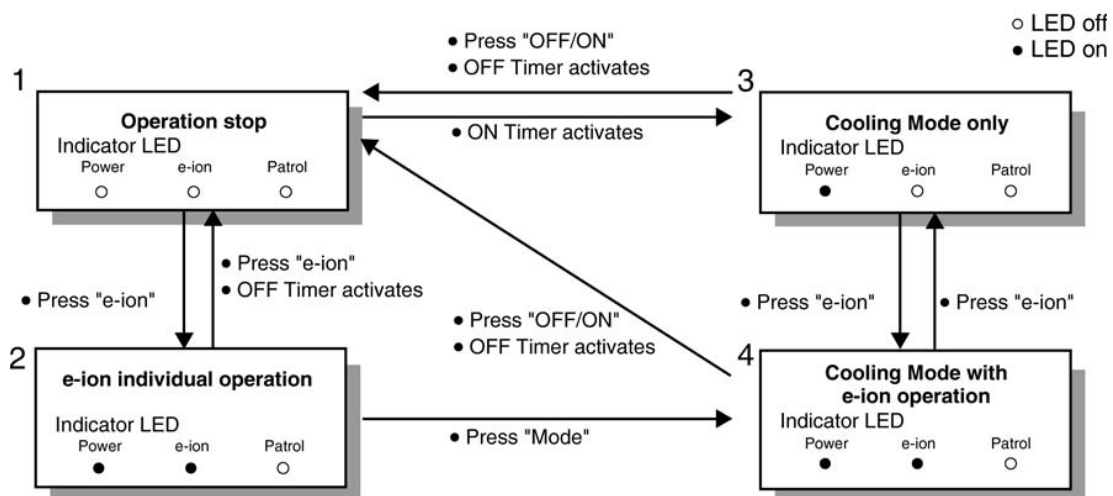 ○ LED off
● LED on
● Press "OFF/ON"
● OFF Timer activates
● ON Timer activates
1
Operation stop
Indicator LED
Power e-ion Patrol
3
Cooling Mode only
Indicator LED
Power e-ion Patrol
● Press "e-ion"
● Press "e-ion"
● OFF Timer activates
● Press "OFF/ON"
● OFF Timer activates
● Press "e-ion"
● Press "e-ion"
2
e-ion individual operation
Indicator LED
Power e-ion Patrol
● Press "Mode"
4
Cooling Mode with
e-ion operation
Indicator LED
Power e-ion Patrol